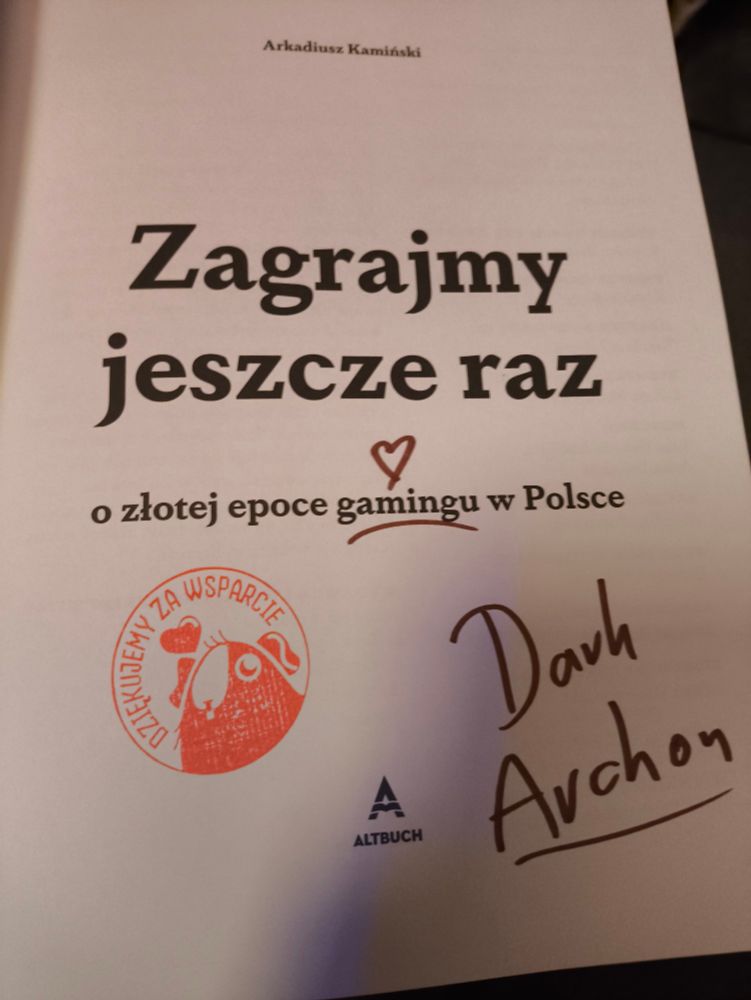 Arkadiusz Kamiński
Zagrajmy
jeszcze raz
o złotej epoce gamingu w Polsce
DZIĘKUJEMY ZA WSPARCIE
Dark
Archon
ALTBUCH